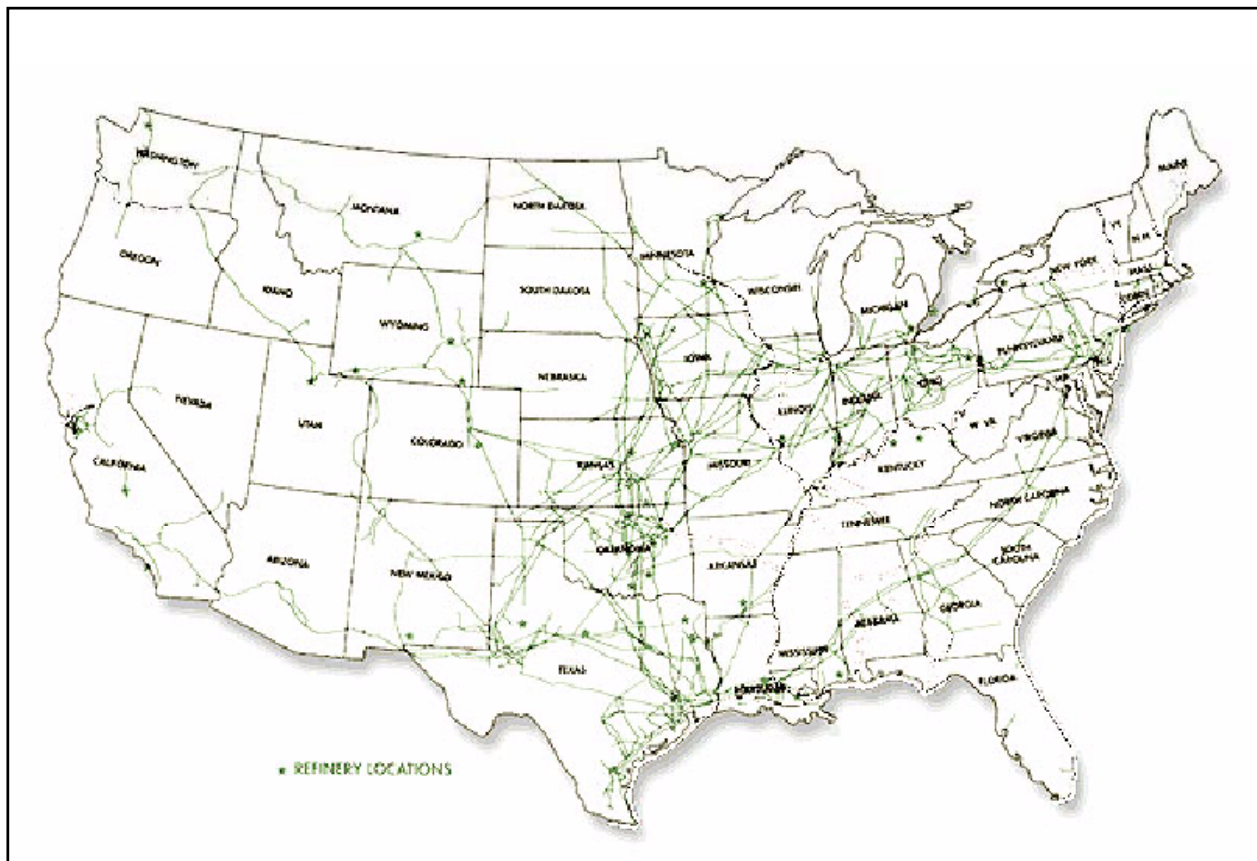 WASHINGTON
MONTANA
NORTH DAKOTA
MINNESOTA
MAINE
VT
N.H.
OREGON
IDAHO
SOUTH DAKOTA
WISCONSIN
MICHIGAN
NEW YORK
MASS
CONN
WYOMING
IOWA
PENNSYLVANIA
NEBRASKA
NEVADA
UTAH
COLORADO
ILLINOIS
INDIANA
OHIO
W VA
VIRGINIA
CALIFORNIA
KANSAS
MISSOURI
KENTUCKY
NORTH CAROLINA
TENNESSEE
ARIZONA
NEW MEXICO
OKLAHOMA
ARKANSAS
SOUTH
CAROLINA
MISSISSIPPI
ALABAMA
GEORGIA
TEXAS
FLORIDA
REFINERY LOCATIONS